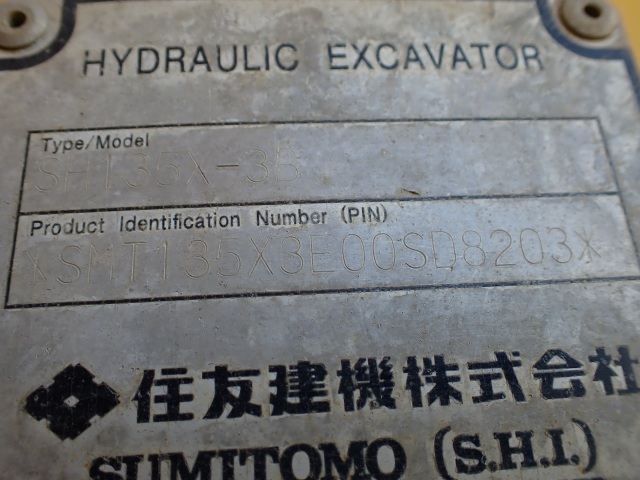 HYDRAULIC EXCAVATOR
Type/Model
SH135X-3B
Product Identification Number (PIN)
XSMT135X3E00SD8203X
住友建機株式会社
SUMITOMO (S.H.I.)